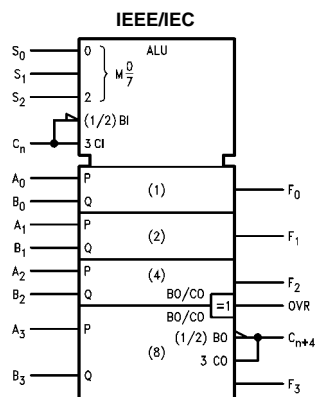 IEEE/IEC
ALU
S0 0
S1 M 0/7
S2 2
(1/2) BI
Cn 3 CI
A0 P (1) F0
B0 Q
A1 P (2) F1
B1 Q
A2 P (4) F2
B2 Q BO/CO =1 OVR
BO/CO
A3 P (1/2) BO Cn+4
3 CO
(8)
B3 Q F3